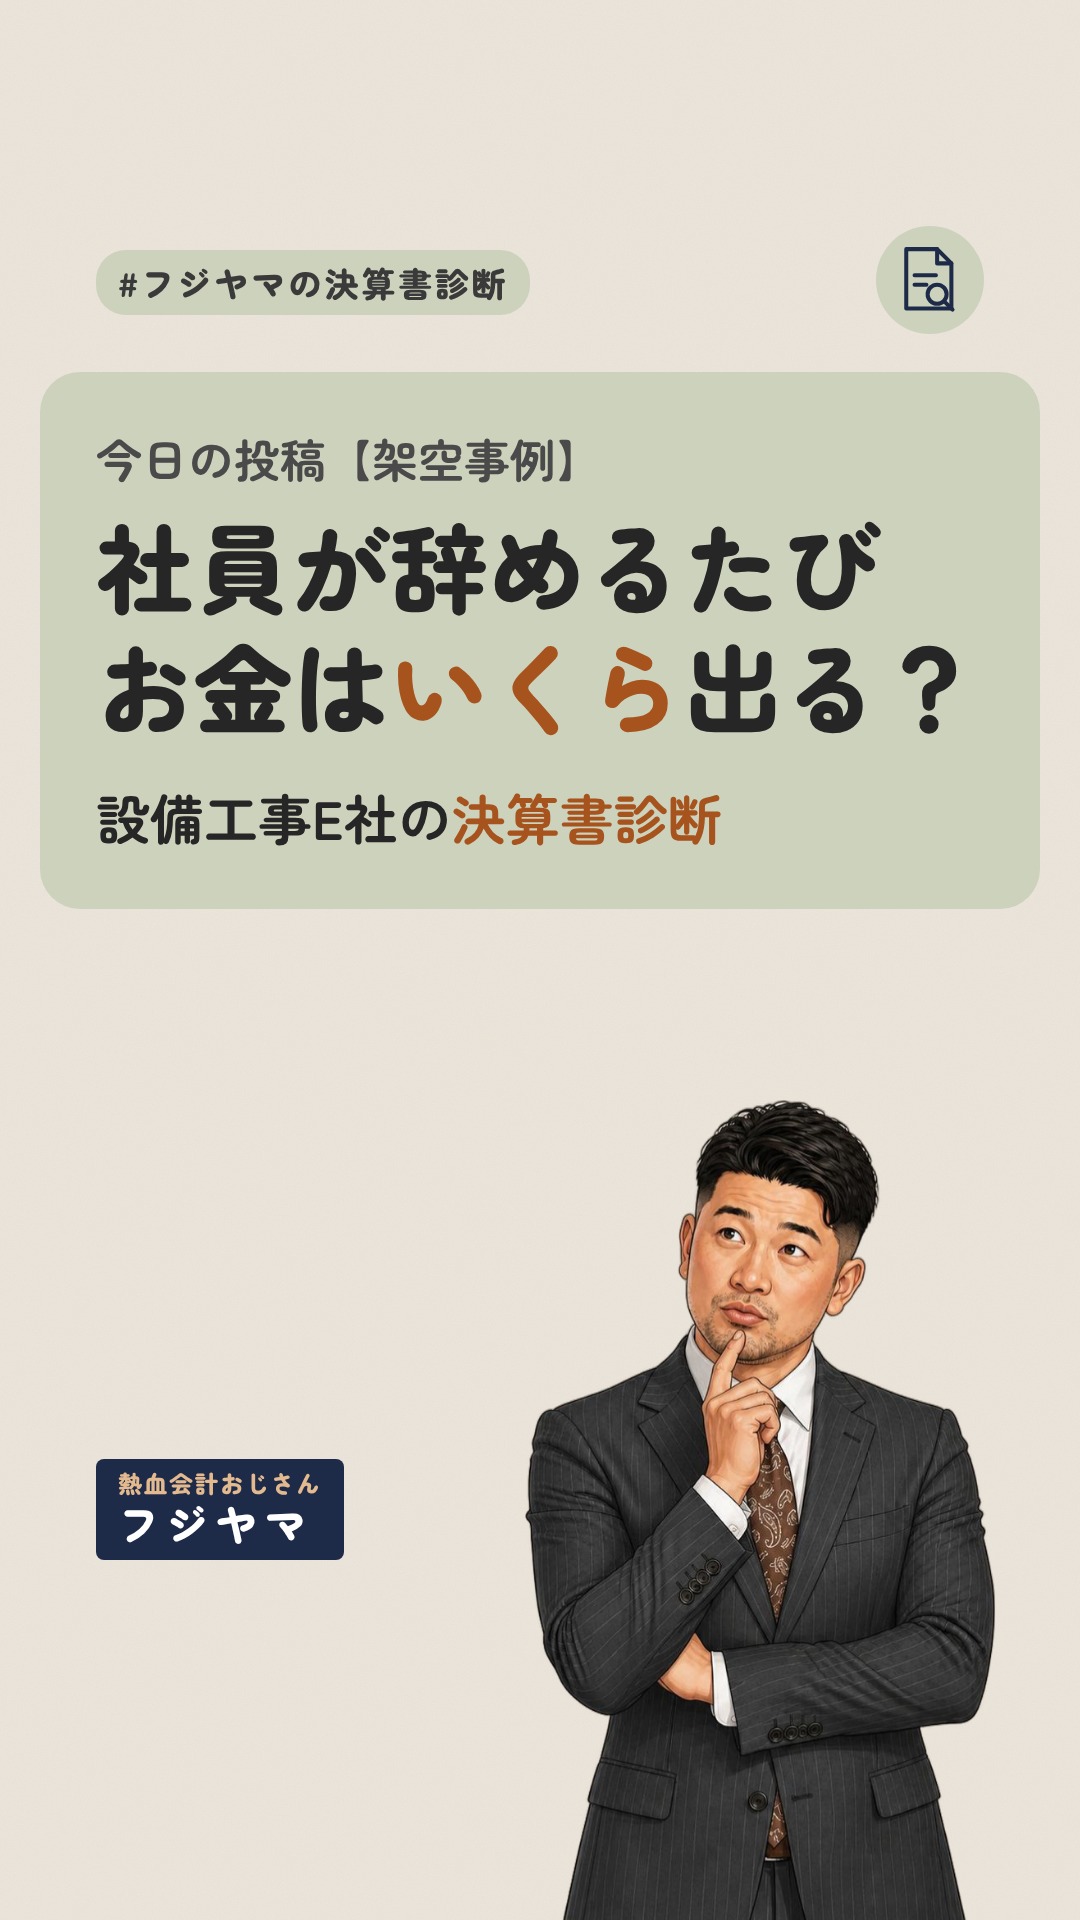 #フジヤマの決算書診断
今日の投稿【架空事例】
社員が辞めるたび
お金はいくら出る？
設備工事E社の決算書診断
熱血会計おじさん
フジヤマ